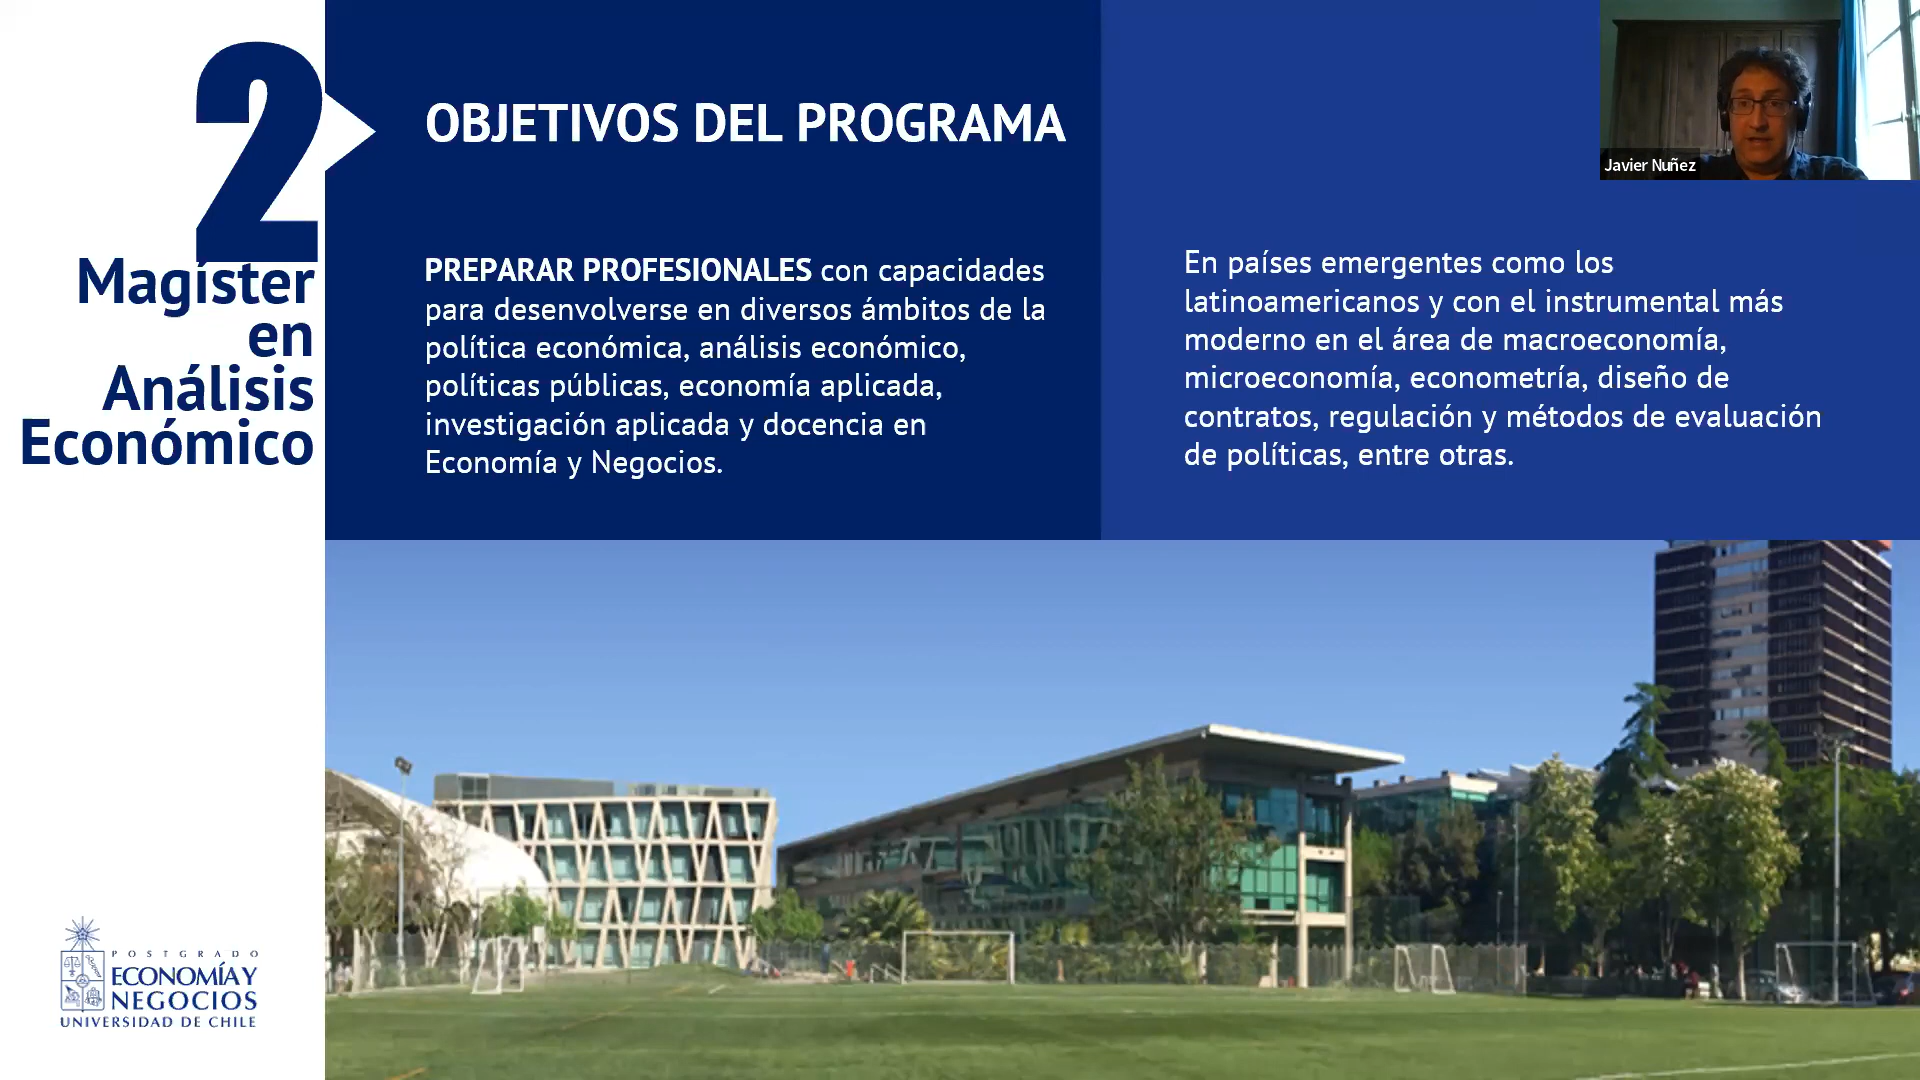 2
Magíster
en
Análisis
Económico
OBJETIVOS DEL PROGRAMA
PREPARAR PROFESIONALES con capacidades
para desenvolverse en diversos ámbitos de la
política económica, análisis económico,
políticas públicas, economía aplicada,
investigación aplicada y docencia en
Economía y Negocios.
En países emergentes como los
latinoamericanos y con el instrumental más
moderno en el área de macroeconomía,
microeconomía, econometría, diseño de
contratos, regulación y métodos de evaluación
de políticas, entre otras.
Javier Nuñez
POSTGRADO
ECONOMÍA Y
NEGOCIOS
UNIVERSIDAD DE CHILE